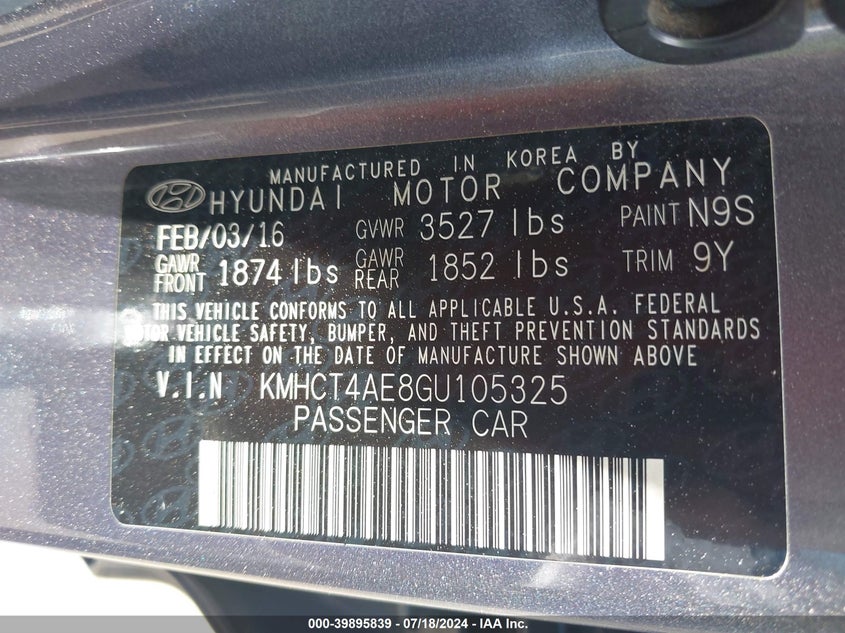 MANUFACTURED IN KOREA BY
HYUNDAI MOTOR COMPANY
FEB/03/16 GVWR 3527 lbs PAINT N9S
GAWR FRONT 1874 lbs GAWR REAR 1852 lbs TRIM 9Y
THIS VEHICLE CONFORMS TO ALL APPLICABLE U.S.A. FEDERAL
MOTOR VEHICLE SAFETY, BUMPER, AND THEFT PREVENTION STANDARDS
IN EFFECT ON THE DATE OF MANUFACTURE SHOWN ABOVE
V.I.N KMHCT4AE8GU105325
PASSENGER CAR
000-39895839 - 07/18/2024 - IAA Inc.